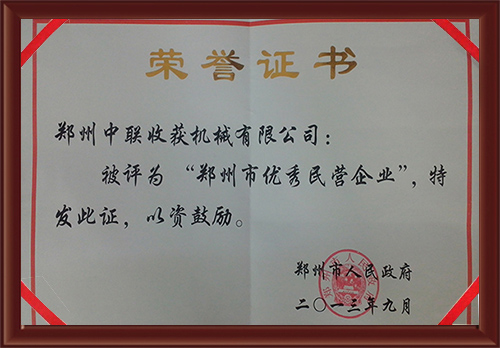 荣誉证书
郑州中联收获机械有限公司：
被评为“郑州市优秀民营企业”，特
发此证，以资鼓励。
郑州市人民政府
二〇一三年九月